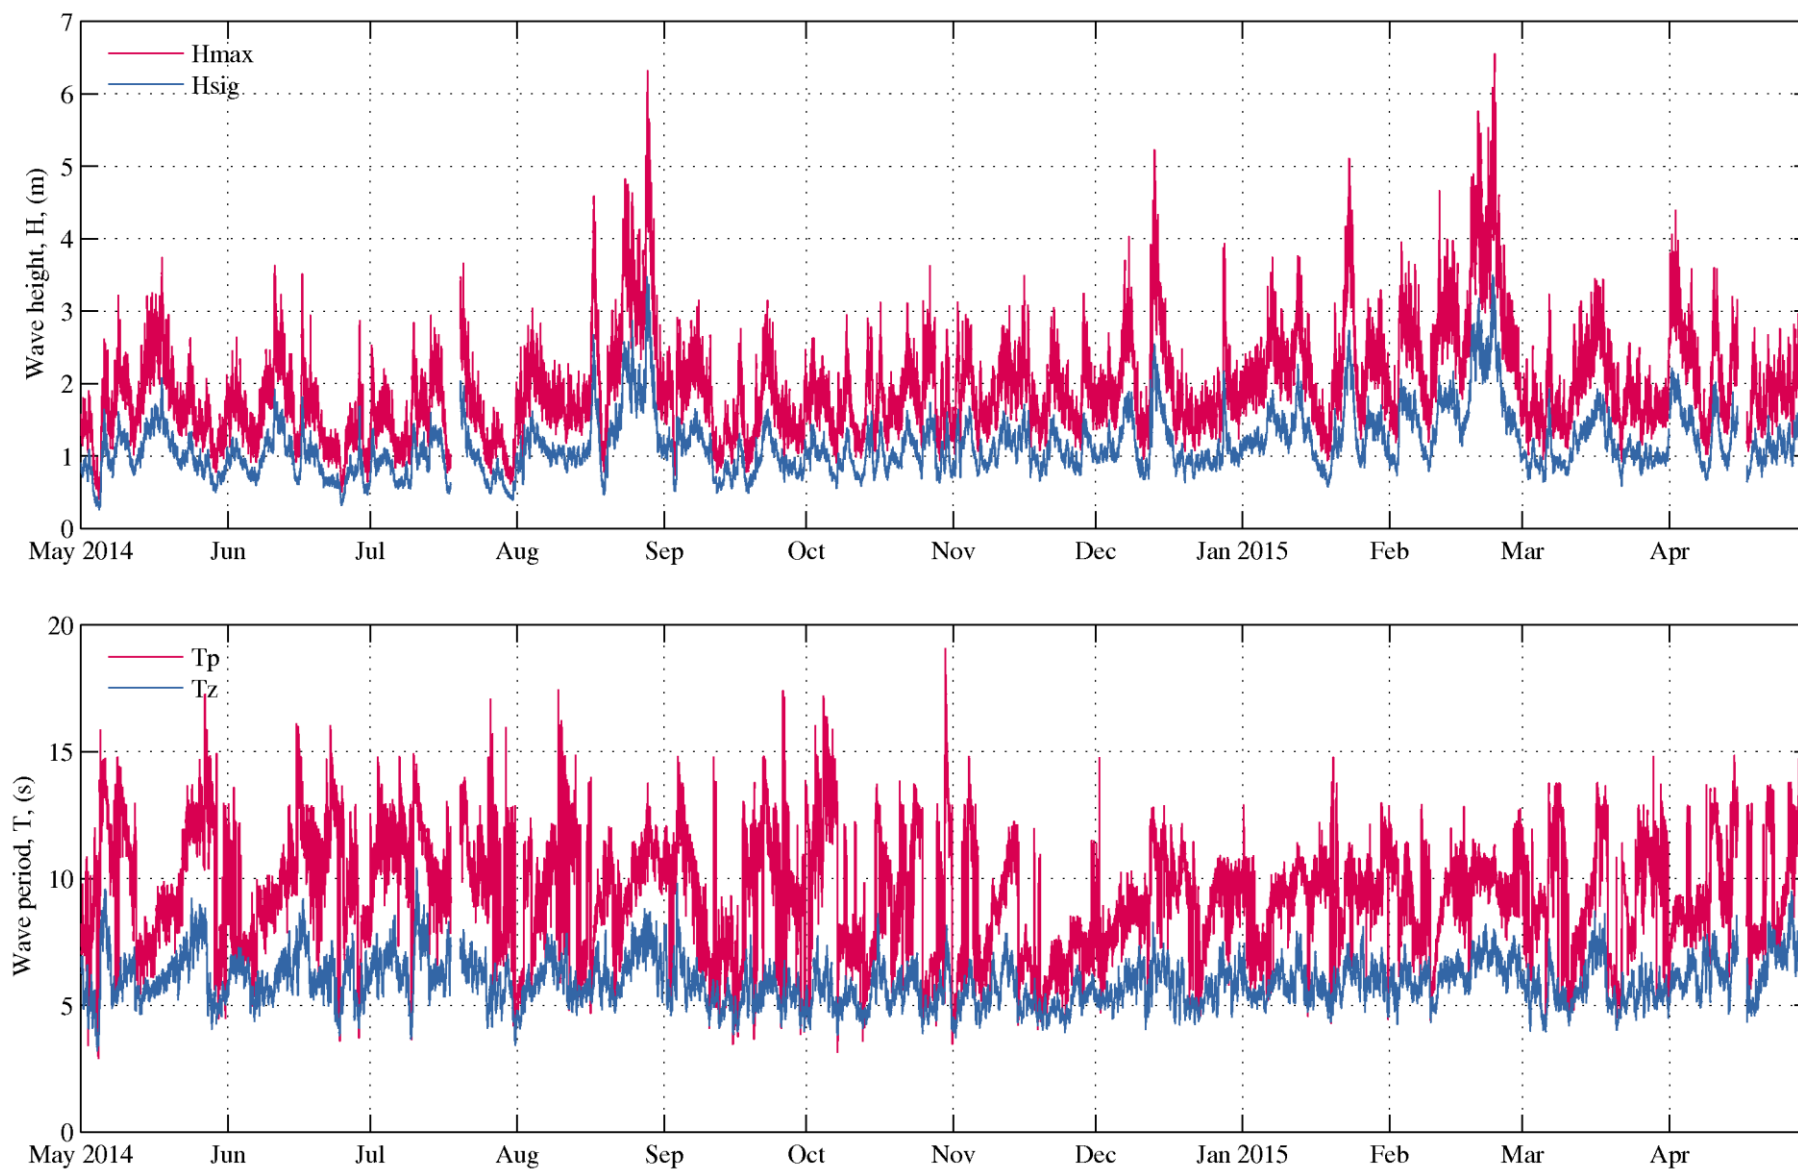 7
Hmax
Hsig
6
5
4
3
2
1
0
Wave height, H, (m)
May 2014 Jun Jul Aug Sep Oct Nov Dec Jan 2015 Feb Mar Apr
20
Tp
Tz
15
10
5
0
Wave period, T, (s)
May 2014 Jun Jul Aug Sep Oct Nov Dec Jan 2015 Feb Mar Apr